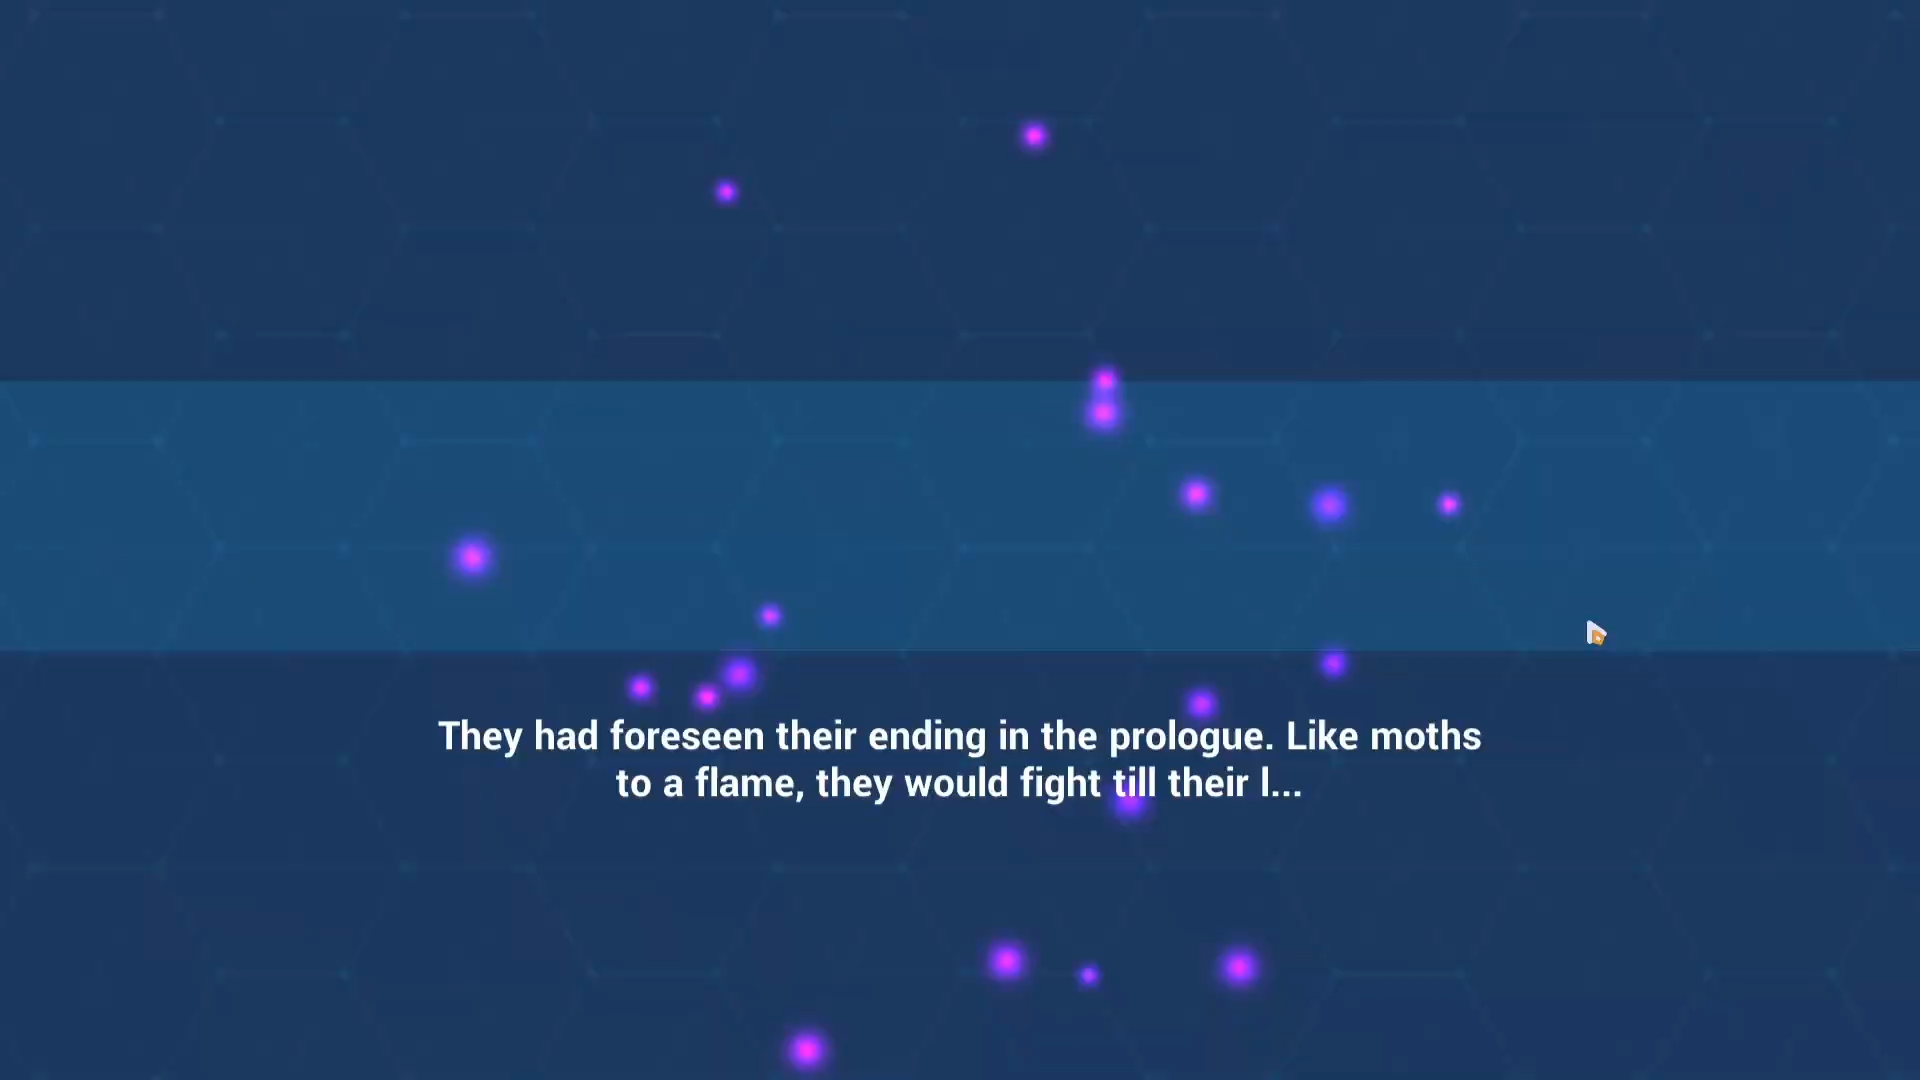 They had foreseen their ending in the prologue. Like moths
to a flame, they would fight till their l...